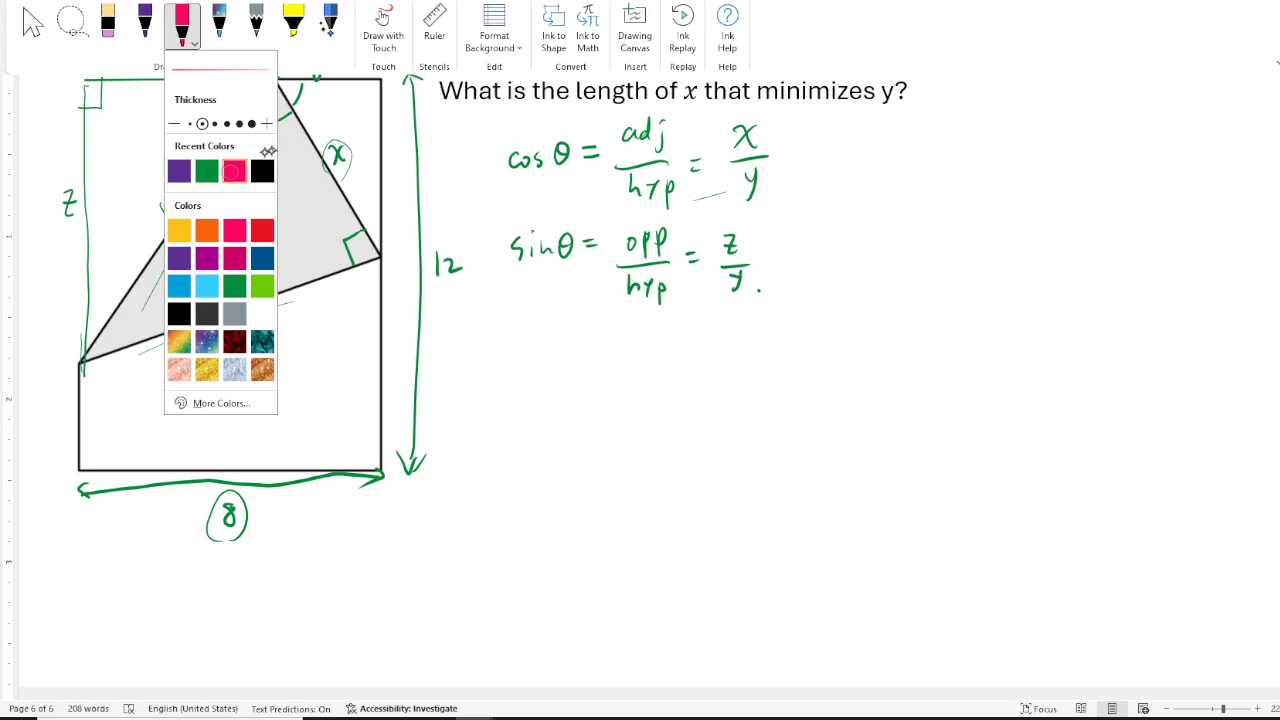 Draw with Touch
Ruler
Format Background
Ink to Shape
Ink to Math
Drawing Canvas
Ink Replay
Ink Help
Touch
Stencils
Edit
Convert
Insert
Replay
Help
Thickness
Recent Colors
Colors
More Colors...
What is the length of x that minimizes y?
cos θ = adj/hyp = x/y
sin θ = opp/hyp = z/y.
z
x
12
8
Page 6 of 6
208 words
English (United States)
Text Predictions: On
Accessibility: Investigate
Focus